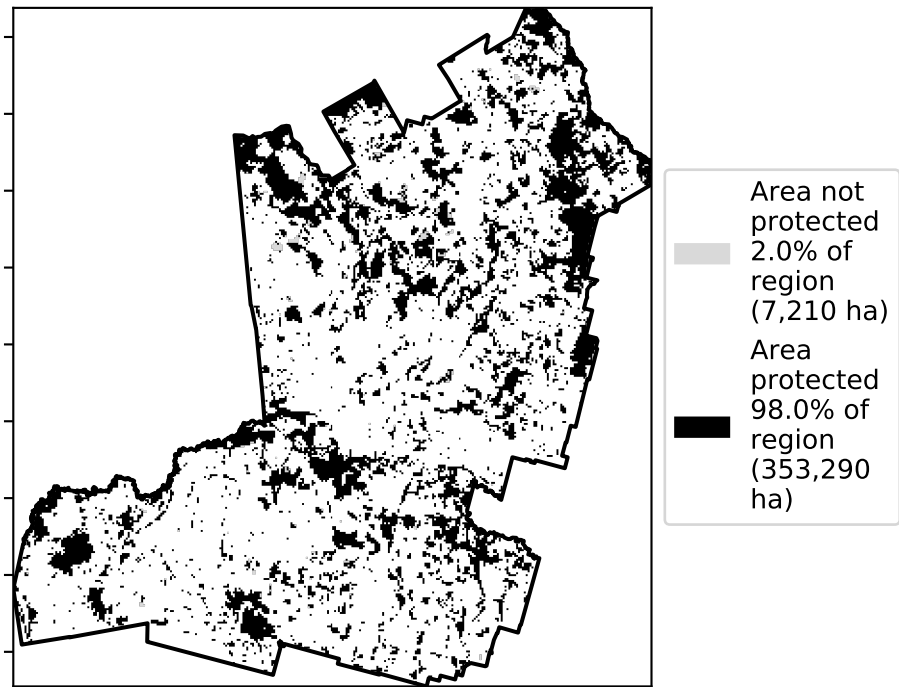 Area not
protected
2.0% of
region
(7,210 ha)
Area
protected
98.0% of
region
(353,290
ha)